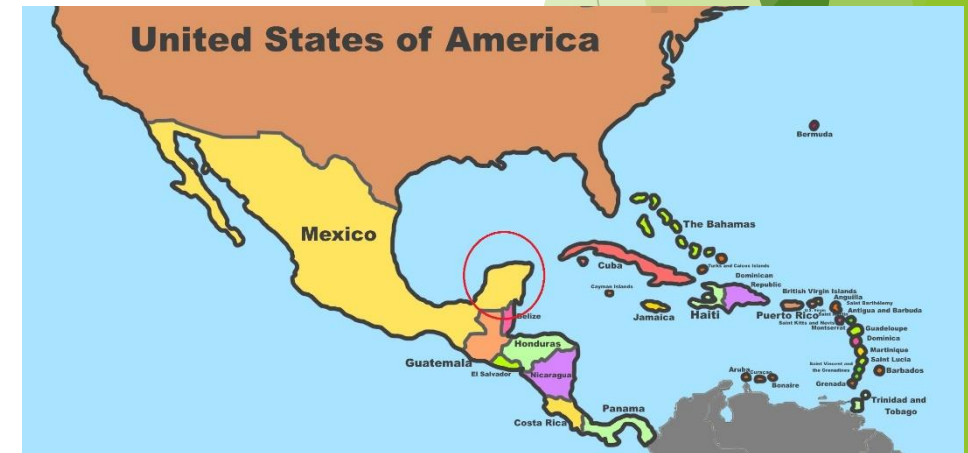 United States of America
Bermuda
Mexico
The Bahamas
Cuba
Turks and Caicos Islands
Cayman Islands
Dominican
Republic
Jamaica
Haiti
Puerto Rico
British Virgin Islands
Anguilla
Saint Barthélemy
Antigua and Barbuda
Saint Kitts and Nevis
Montserrat
Guadeloupe
Dominica
Martinique
Saint Lucia
Saint Vincent and
the Grenadines
Barbados
Grenada
Trinidad and
Tobago
Aruba
Curacao
Bonaire
Belize
Guatemala
Honduras
El Salvador
Nicaragua
Costa Rica
Panama